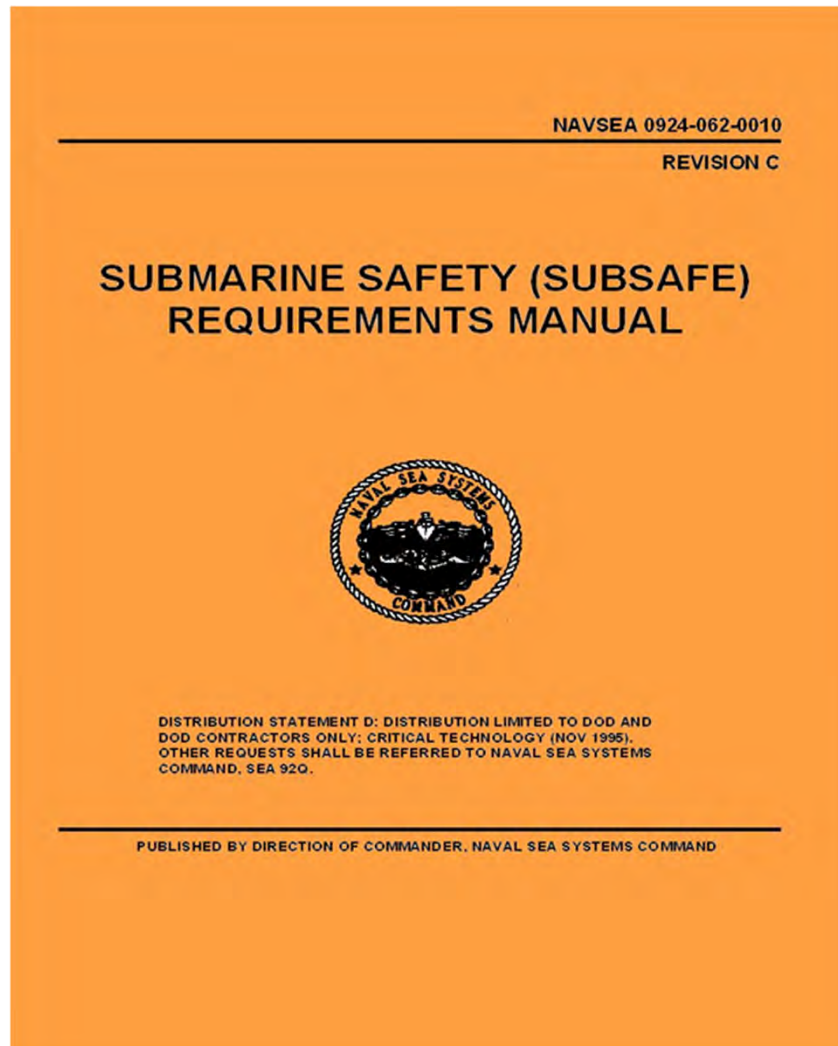 NAVSEA 0924-062-0010
REVISION C
SUBMARINE SAFETY (SUBSAFE)
REQUIREMENTS MANUAL
NAVAL SEA SYSTEMS
COMMAND
DISTRIBUTION STATEMENT D: DISTRIBUTION LIMITED TO DOD AND
DOD CONTRACTORS ONLY; CRITICAL TECHNOLOGY (NOV 1995).
OTHER REQUESTS SHALL BE REFERRED TO NAVAL SEA SYSTEMS
COMMAND, SEA 92Q.
PUBLISHED BY DIRECTION OF COMMANDER, NAVAL SEA SYSTEMS COMMAND